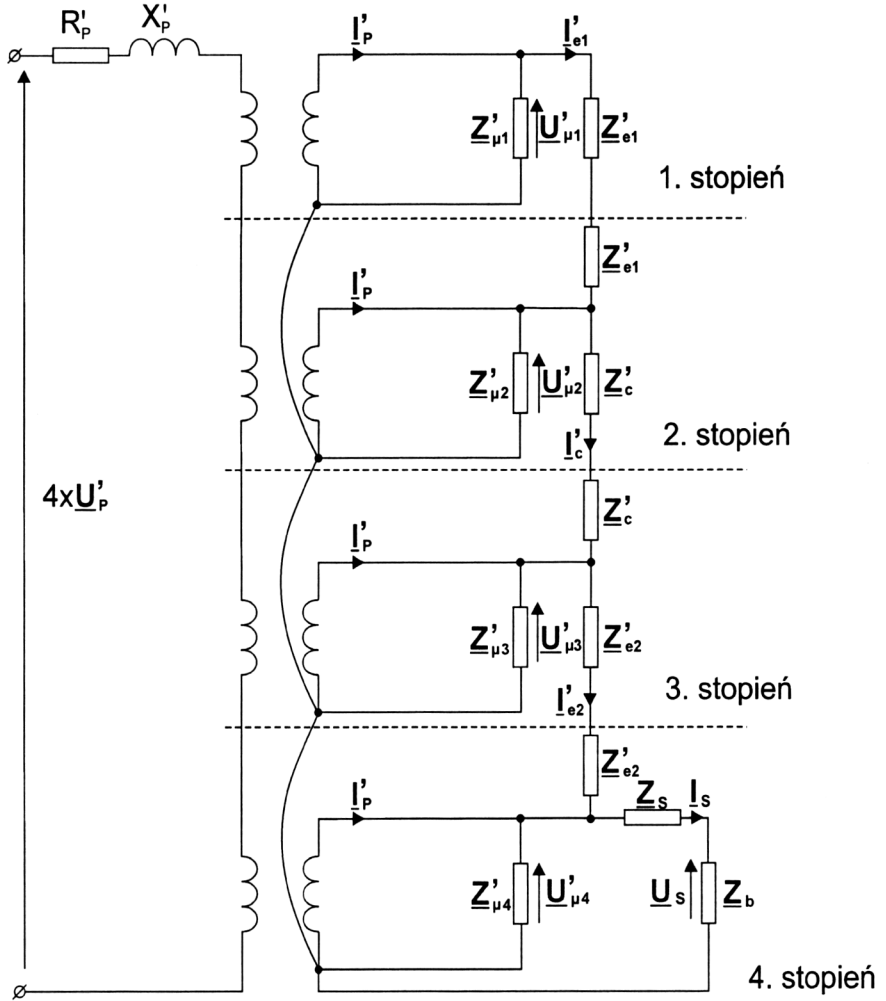 R'P X'P I'P I'e1
Z'μ1 U'μ1 Z'e1
1. stopień
Z'e1
I'P
Z'μ2 U'μ2 Z'c
I'c
2. stopień
4xU'P
Z'c
I'P
Z'μ3 U'μ3 Z'e2
I'e2
3. stopień
Z'e2
I'P ZS IS
Z'μ4 U'μ4 US Zb
4. stopień